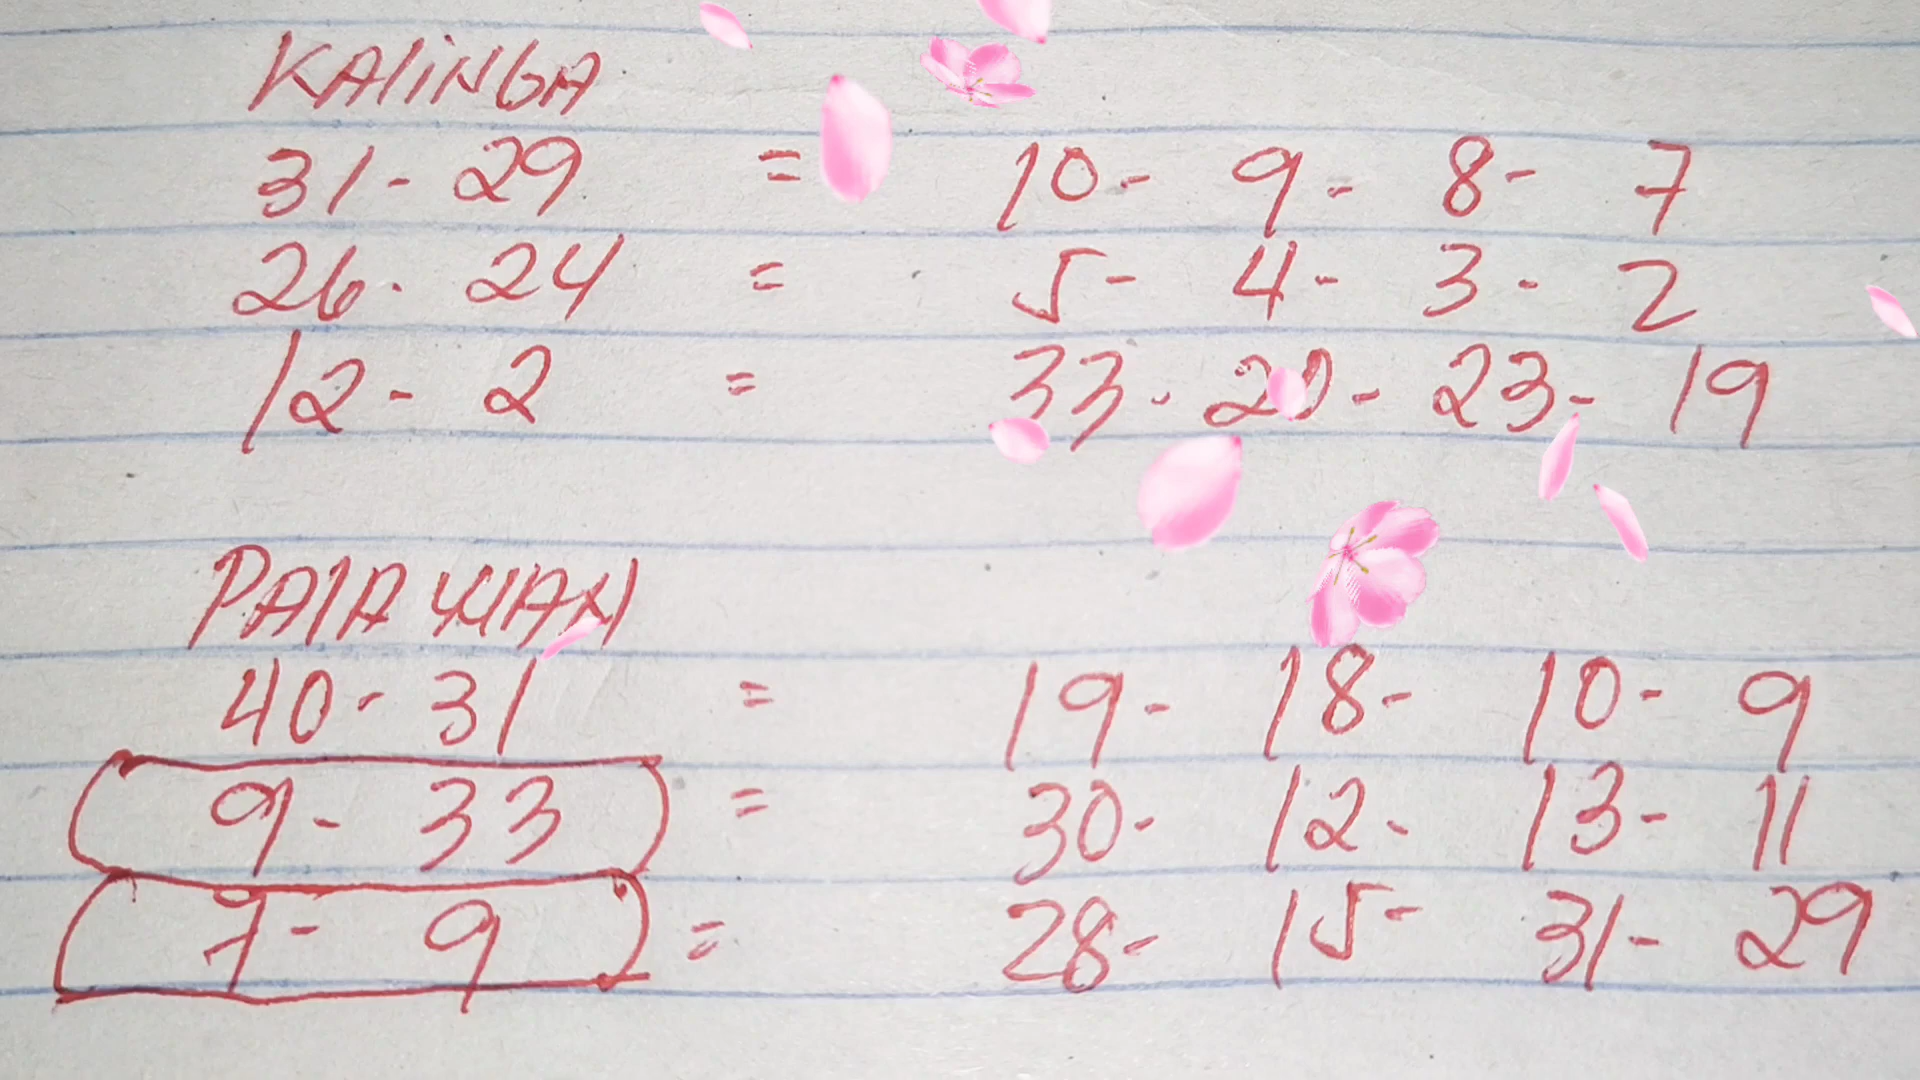 KALINGA
31 - 29 = 10 - 9 - 8 - 7
26 - 24 = 5 - 4 - 3 - 2
12 - 2 = 33 - 20 - 23 - 19
PALAWAN
40 - 31 = 19 - 18 - 10 - 9
9 - 33 = 30 - 12 - 13 - 11
7 - 9 = 28 - 15 - 31 - 29